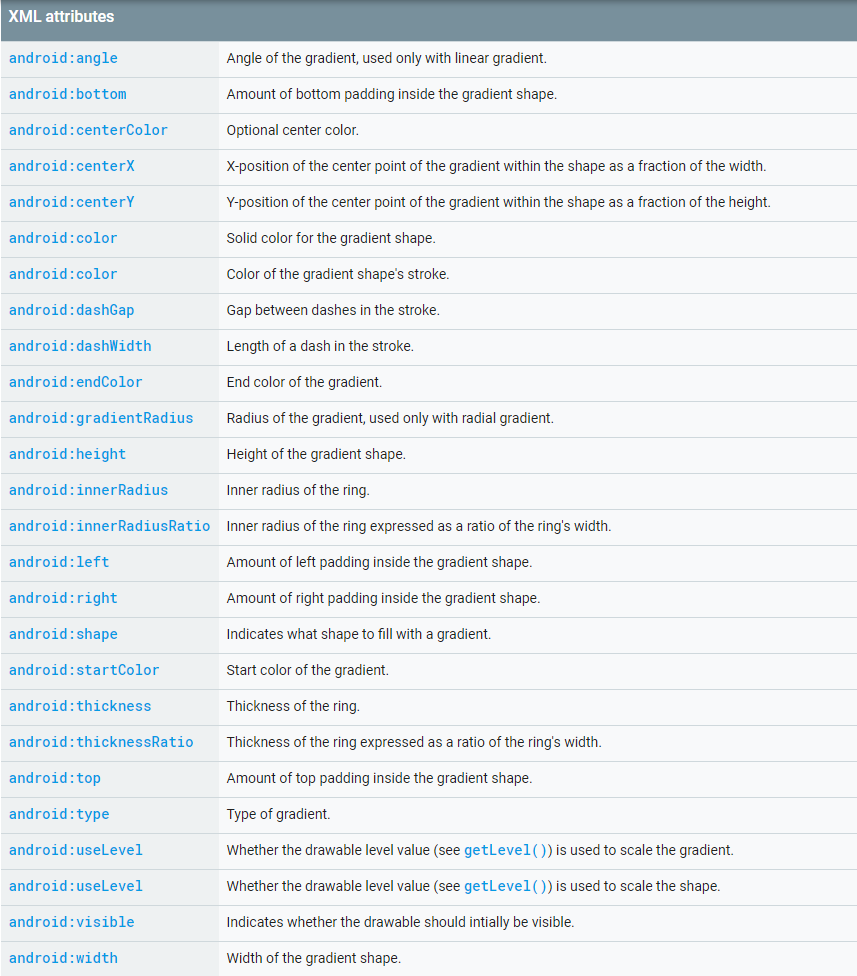 XML attributes
android:angle Angle of the gradient, used only with linear gradient.
android:bottom Amount of bottom padding inside the gradient shape.
android:centerColor Optional center color.
android:centerX X-position of the center point of the gradient within the shape as a fraction of the width.
android:centerY Y-position of the center point of the gradient within the shape as a fraction of the height.
android:color Solid color for the gradient shape.
android:color Color of the gradient shape's stroke.
android:dashGap Gap between dashes in the stroke.
android:dashWidth Length of a dash in the stroke.
android:endColor End color of the gradient.
android:gradientRadius Radius of the gradient, used only with radial gradient.
android:height Height of the gradient shape.
android:innerRadius Inner radius of the ring.
android:innerRadiusRatio Inner radius of the ring expressed as a ratio of the ring's width.
android:left Amount of left padding inside the gradient shape.
android:right Amount of right padding inside the gradient shape.
android:shape Indicates what shape to fill with a gradient.
android:startColor Start color of the gradient.
android:thickness Thickness of the ring.
android:thicknessRatio Thickness of the ring expressed as a ratio of the ring's width.
android:top Amount of top padding inside the gradient shape.
android:type Type of gradient.
android:useLevel Whether the drawable level value (see getLevel()) is used to scale the gradient.
android:useLevel Whether the drawable level value (see getLevel()) is used to scale the shape.
android:visible Indicates whether the drawable should intially be visible.
android:width Width of the gradient shape.